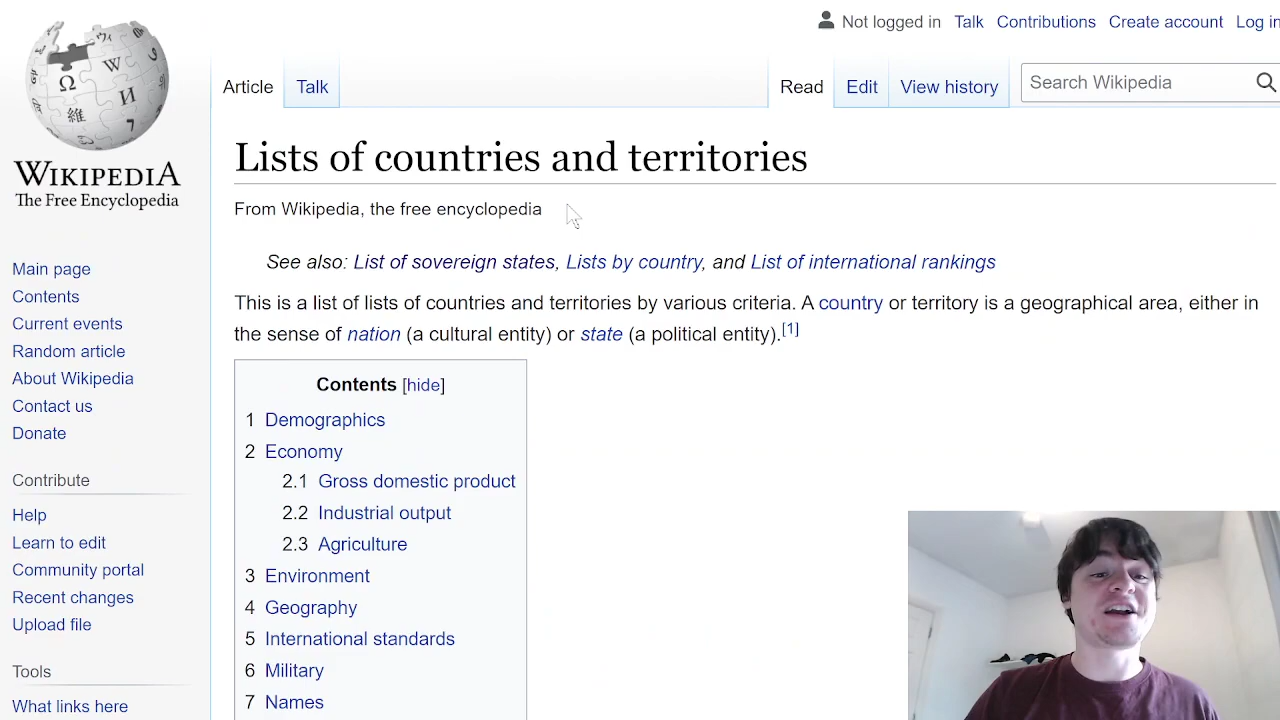 Not logged in Talk Contributions Create account Log in
Article Talk Read Edit View history Search Wikipedia
WIKIPEDIA
The Free Encyclopedia
Lists of countries and territories
From Wikipedia, the free encyclopedia
See also: List of sovereign states, Lists by country, and List of international rankings
This is a list of lists of countries and territories by various criteria. A country or territory is a geographical area, either in
the sense of nation (a cultural entity) or state (a political entity).[1]
Contents [hide]
1 Demographics
2 Economy
2.1 Gross domestic product
2.2 Industrial output
2.3 Agriculture
3 Environment
4 Geography
5 International standards
6 Military
7 Names
Main page
Contents
Current events
Random article
About Wikipedia
Contact us
Donate
Contribute
Help
Learn to edit
Community portal
Recent changes
Upload file
Tools
What links here